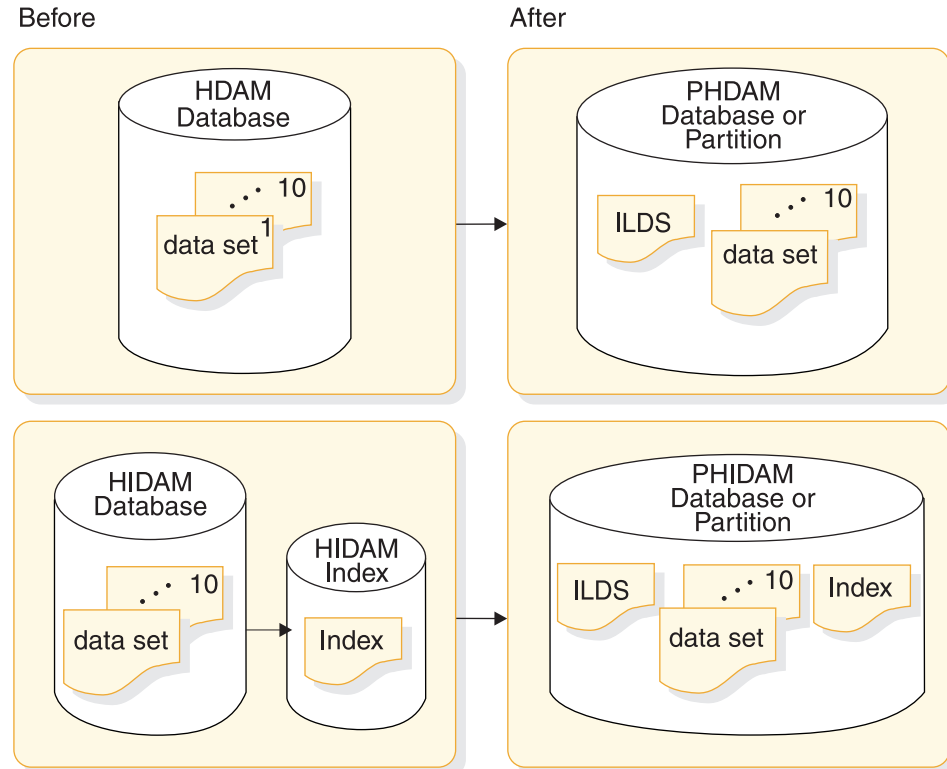 Before
After
HDAM
Database
10
1
data set
PHDAM
Database or
Partition
ILDS
10
data set
HIDAM
Database
10
data set
HIDAM
Index
Index
PHIDAM
Database or
Partition
ILDS
10
data set
Index